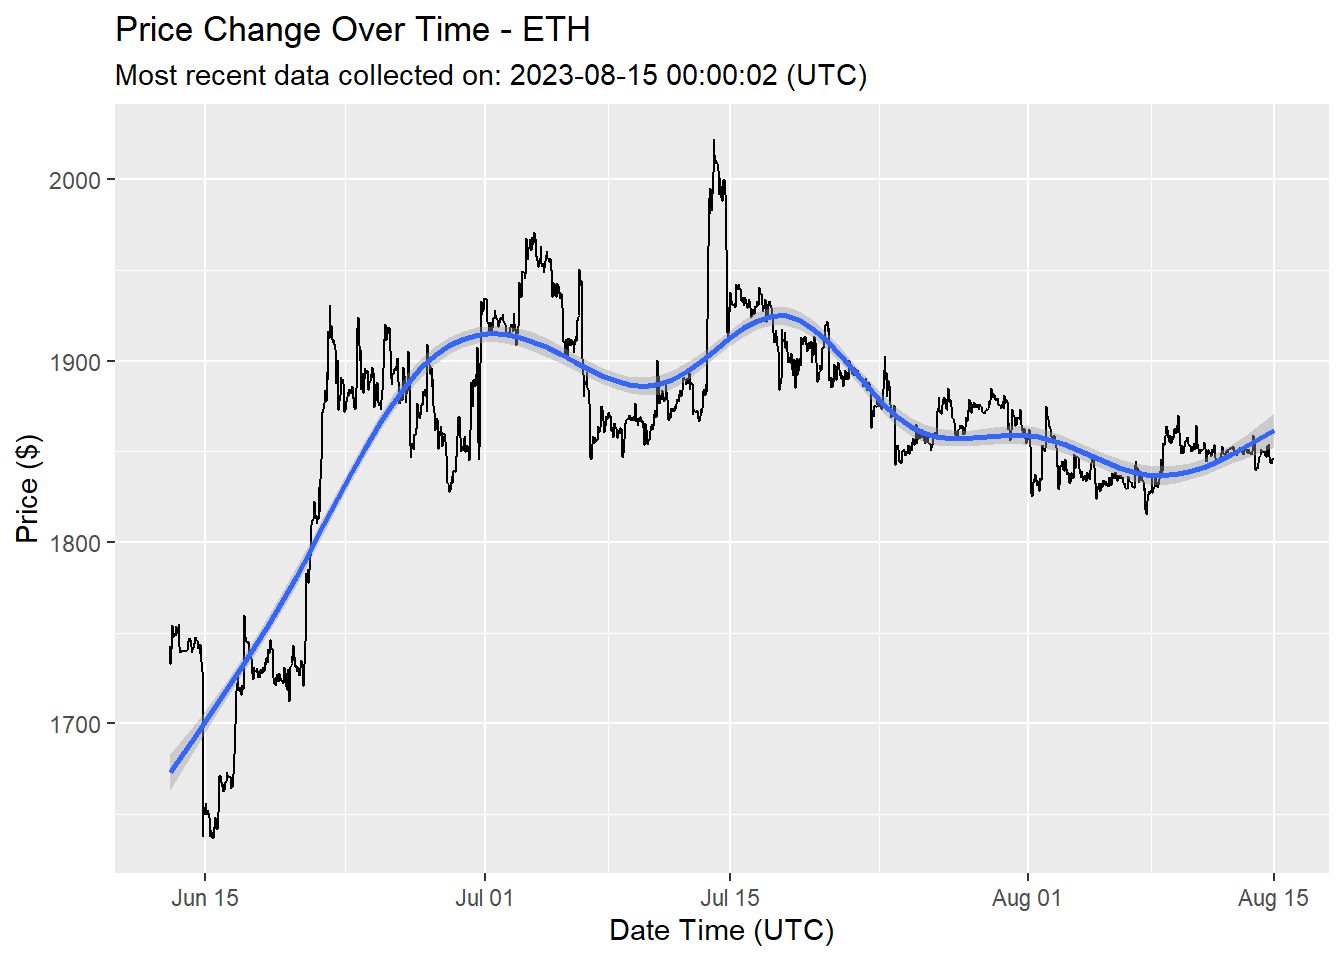 Price Change Over Time - ETH
Most recent data collected on: 2023-08-15 00:00:02 (UTC)
Price ($)
2000
1900
1800
1700
Jun 15
Jul 01
Jul 15
Aug 01
Aug 15
Date Time (UTC)